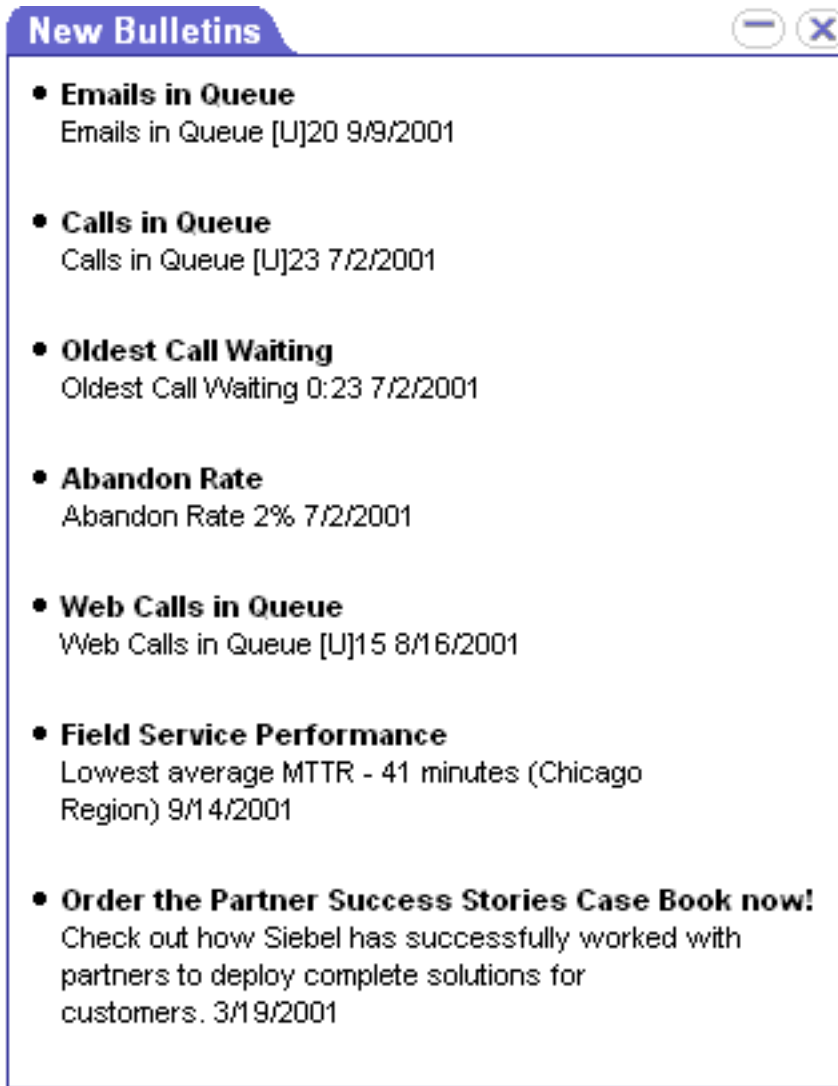 New Bulletins
Emails in Queue
Emails in Queue [U]20 9/9/2001
Calls in Queue
Calls in Queue [U]23 7/2/2001
Oldest Call Waiting
Oldest Call Waiting 0:23 7/2/2001
Abandon Rate
Abandon Rate 2% 7/2/2001
Web Calls in Queue
Web Calls in Queue [U]15 8/16/2001
Field Service Performance
Lowest average MTTR - 41 minutes (Chicago
Region) 9/14/2001
Order the Partner Success Stories Case Book now!
Check out how Siebel has successfully worked with
partners to deploy complete solutions for
customers. 3/19/2001